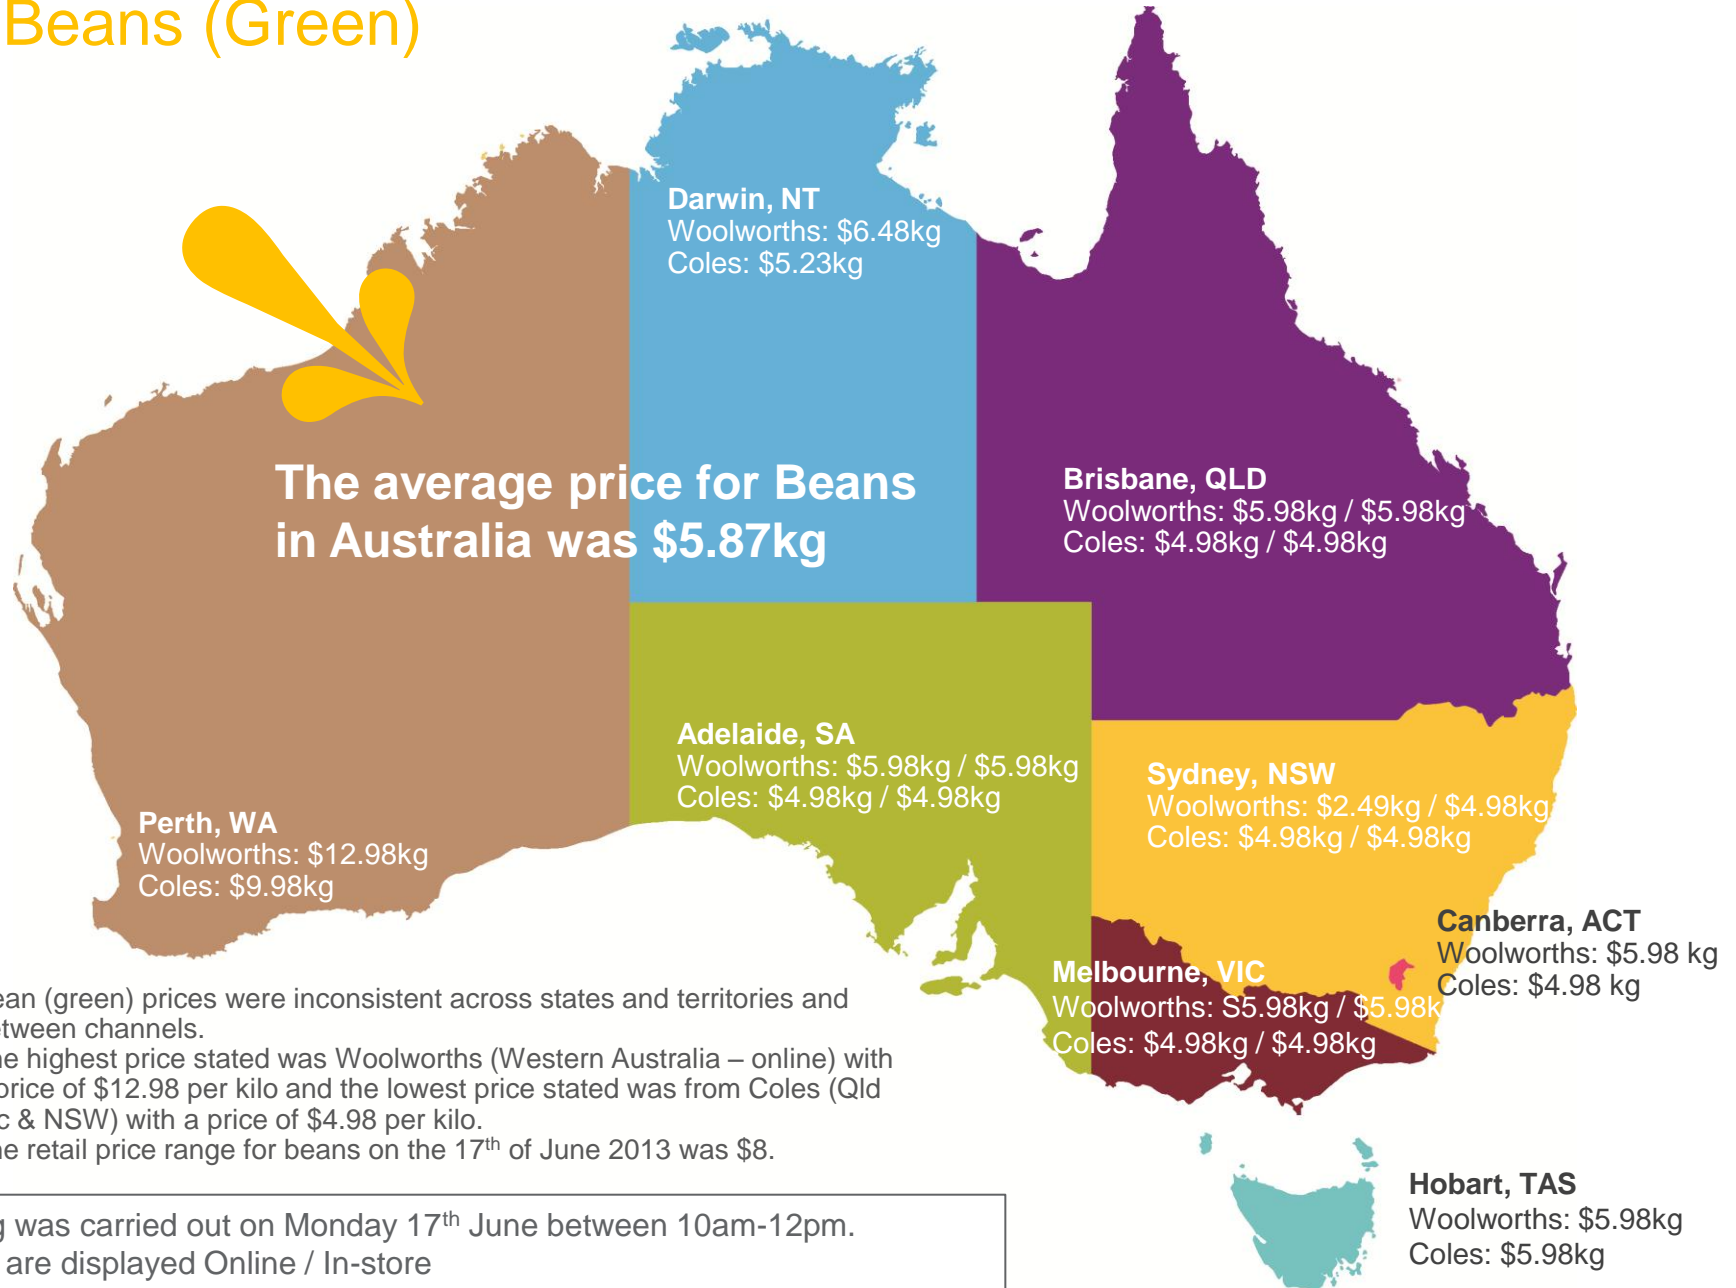 Beans (Green)
Darwin, NT
Woolworths: $6.48kg
Coles: $5.23kg
The average price for Beans
in Australia was $5.87kg
Brisbane, QLD
Woolworths: $5.98kg / $5.98kg
Coles: $4.98kg / $4.98kg
Adelaide, SA
Woolworths: $5.98kg / $5.98kg
Coles: $4.98kg / $4.98kg
Sydney, NSW
Woolworths: $2.49kg / $4.98kg
Coles: $4.98kg / $4.98kg
Perth, WA
Woolworths: $12.98kg
Coles: $9.98kg
Canberra, ACT
Woolworths: $5.98 kg
Coles: $4.98 kg
Melbourne, VIC
Woolworths: S5.98kg / $5.98k
Coles: $4.98kg / $4.98kg
ean (green) prices were inconsistent across states and territories and
etween channels.
he highest price stated was Woolworths (Western Australia – online) with
price of $12.98 per kilo and the lowest price stated was from Coles (Qld
c & NSW) with a price of $4.98 per kilo.
he retail price range for beans on the 17th of June 2013 was $8.
g was carried out on Monday 17th June between 10am-12pm.
are displayed Online / In-store
Hobart, TAS
Woolworths: $5.98kg
Coles: $5.98kg